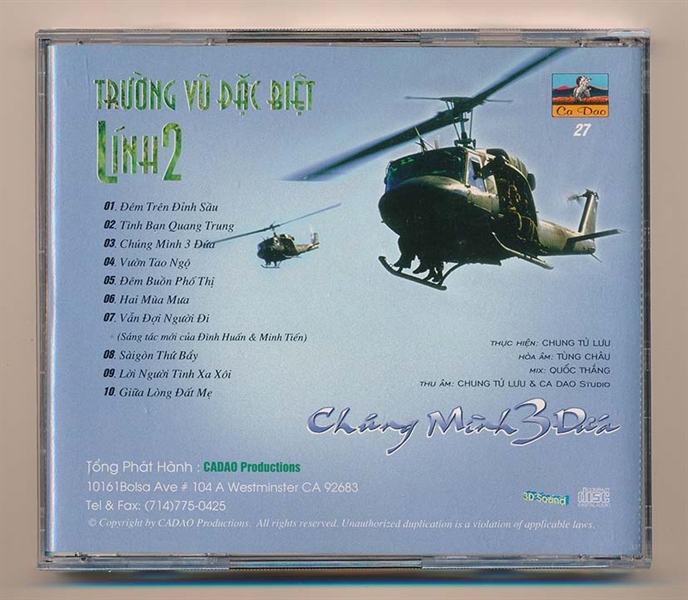 TRƯỜNG VŨ ĐẶC BIỆT
LÍNH 2
Ca Dao
27
01. Đêm Trên Đỉnh Sầu
02. Tình Bạn Quang Trung
03. Chúng Mình 3 Đứa
04. Vườn Tao Ngộ
05. Đêm Buồn Phố Thị
06. Hai Mùa Mưa
07. Vẫn Đợi Người Đi
(Sáng tác mới của Đình Huấn & Minh Tiến)
08. Sàigòn Thứ Bảy
09. Lời Người Tình Xa Xôi
10. Giữa Lòng Đất Mẹ
THỰC HIỆN: CHUNG TỬ LƯU
HÒA ÂM: TÙNG CHÂU
MIX: QUỐC THẮNG
THU ÂM: CHUNG TỬ LƯU & CA DAO STUDIO
Chúng Mình 3 Đứa
Tổng Phát Hành : CADAO Productions
10161Bolsa Ave # 104 A Westminster CA 92683
Tel & Fax: (714)775-0425
© Copyright by CADAO Productions. All rights reserved. Unauthorized duplication is a violation of applicable laws.
3D Sound
COMPACT
disc
DIGITAL AUDIO